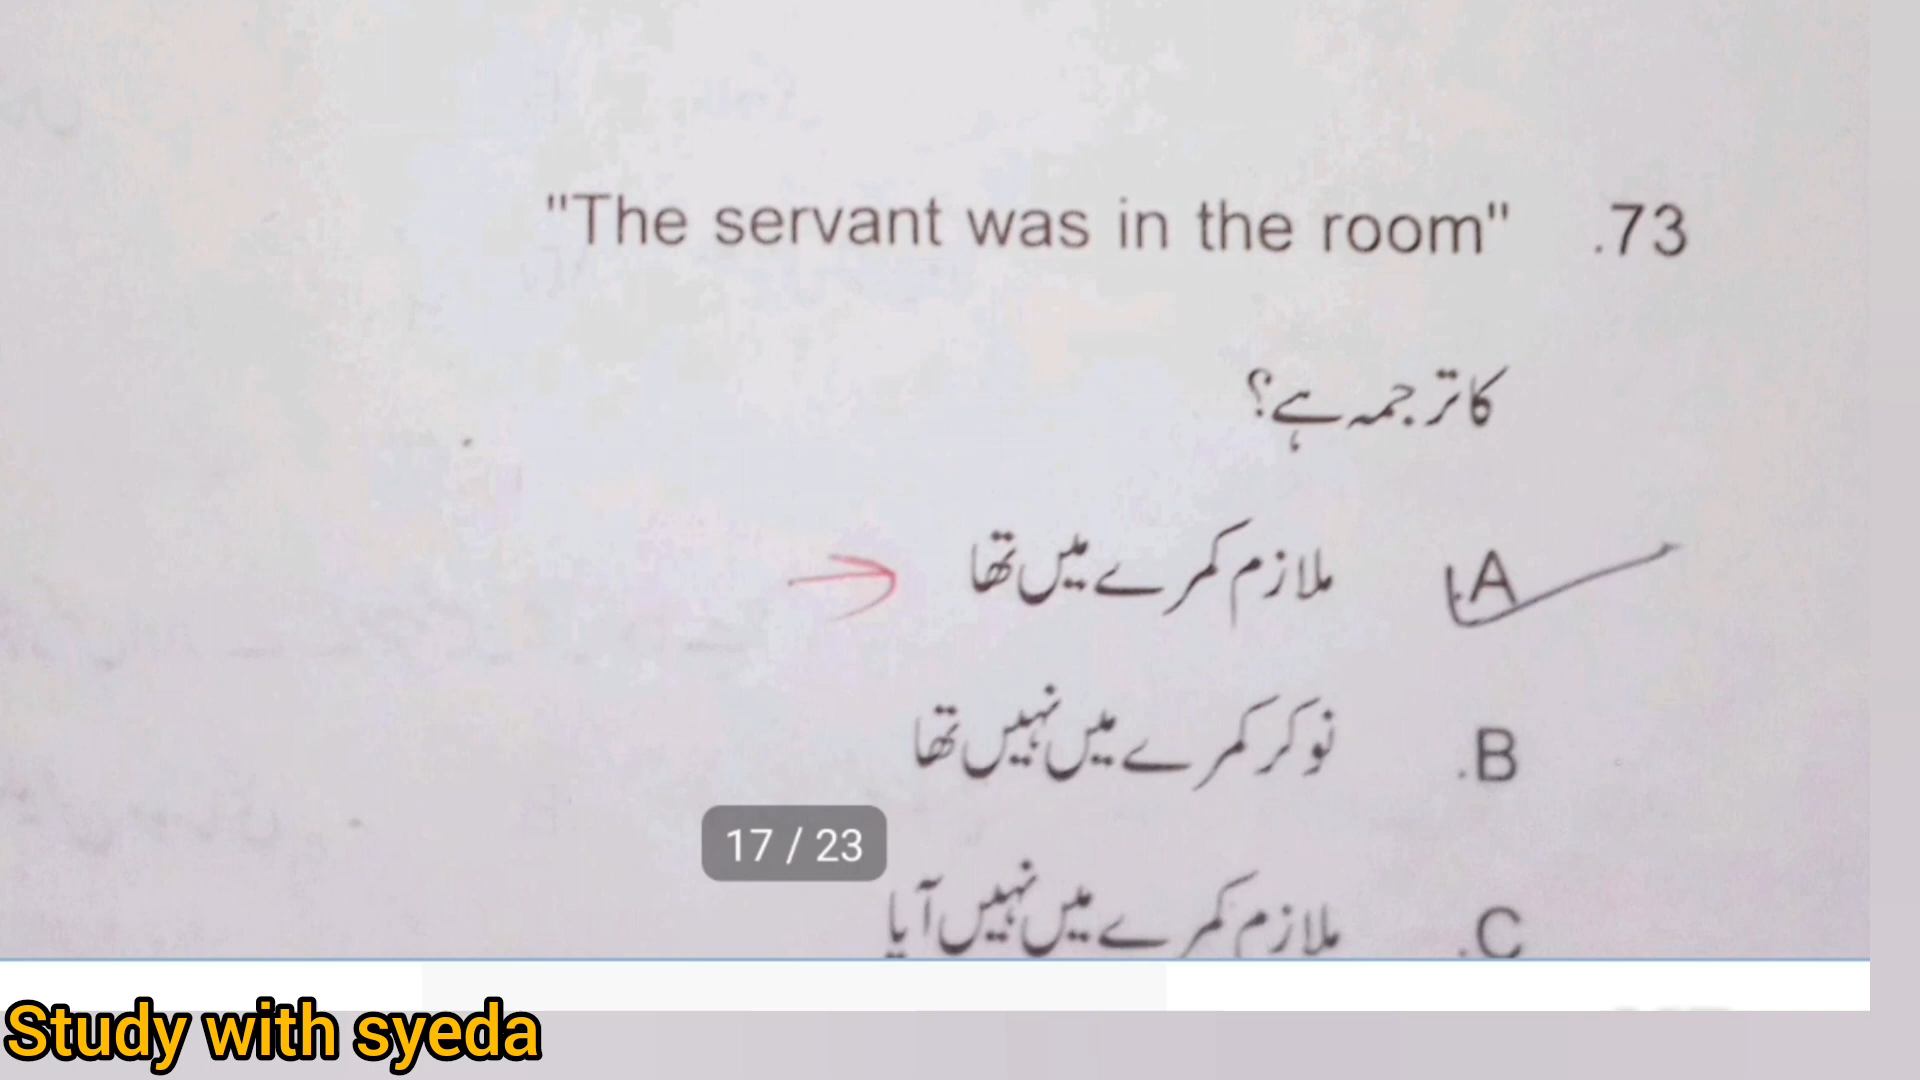 73. "The servant was in the room"
کا ترجمہ ہے؟
A. ملازم کمرے میں تھا
B. نوکر کمرے میں نہیں تھا
C. ملازم کمرے میں نہیں آیا
17 / 23
Study with syeda